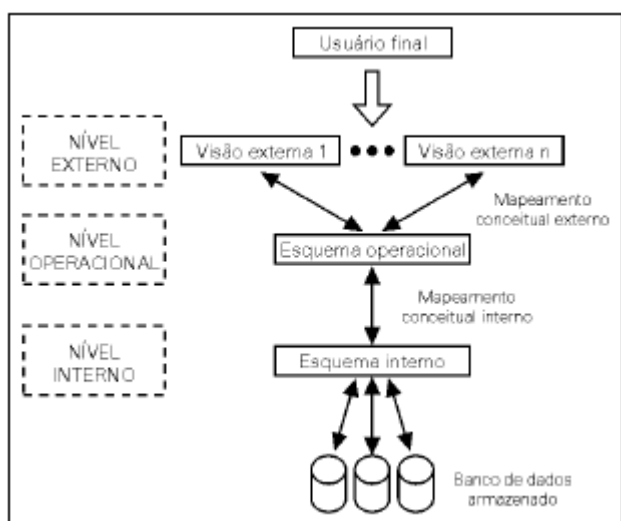 Usuário final
NÍVEL
EXTERNO
Visão externa 1
Visão externa n
Mapeamento
conceitual externo
NÍVEL
OPERACIONAL
Esquema operacional
Mapeamento
conceitual interno
NÍVEL
INTERNO
Esquema interno
Banco de dados
armazenado